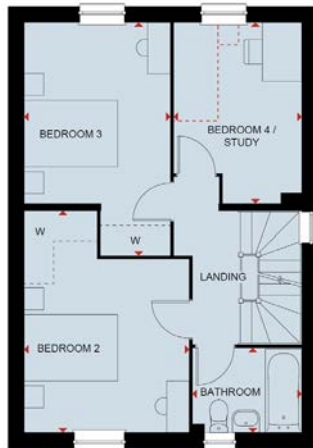 BEDROOM 3
BEDROOM 4 /
STUDY
W
W
LANDING
BEDROOM 2
BATHROOM